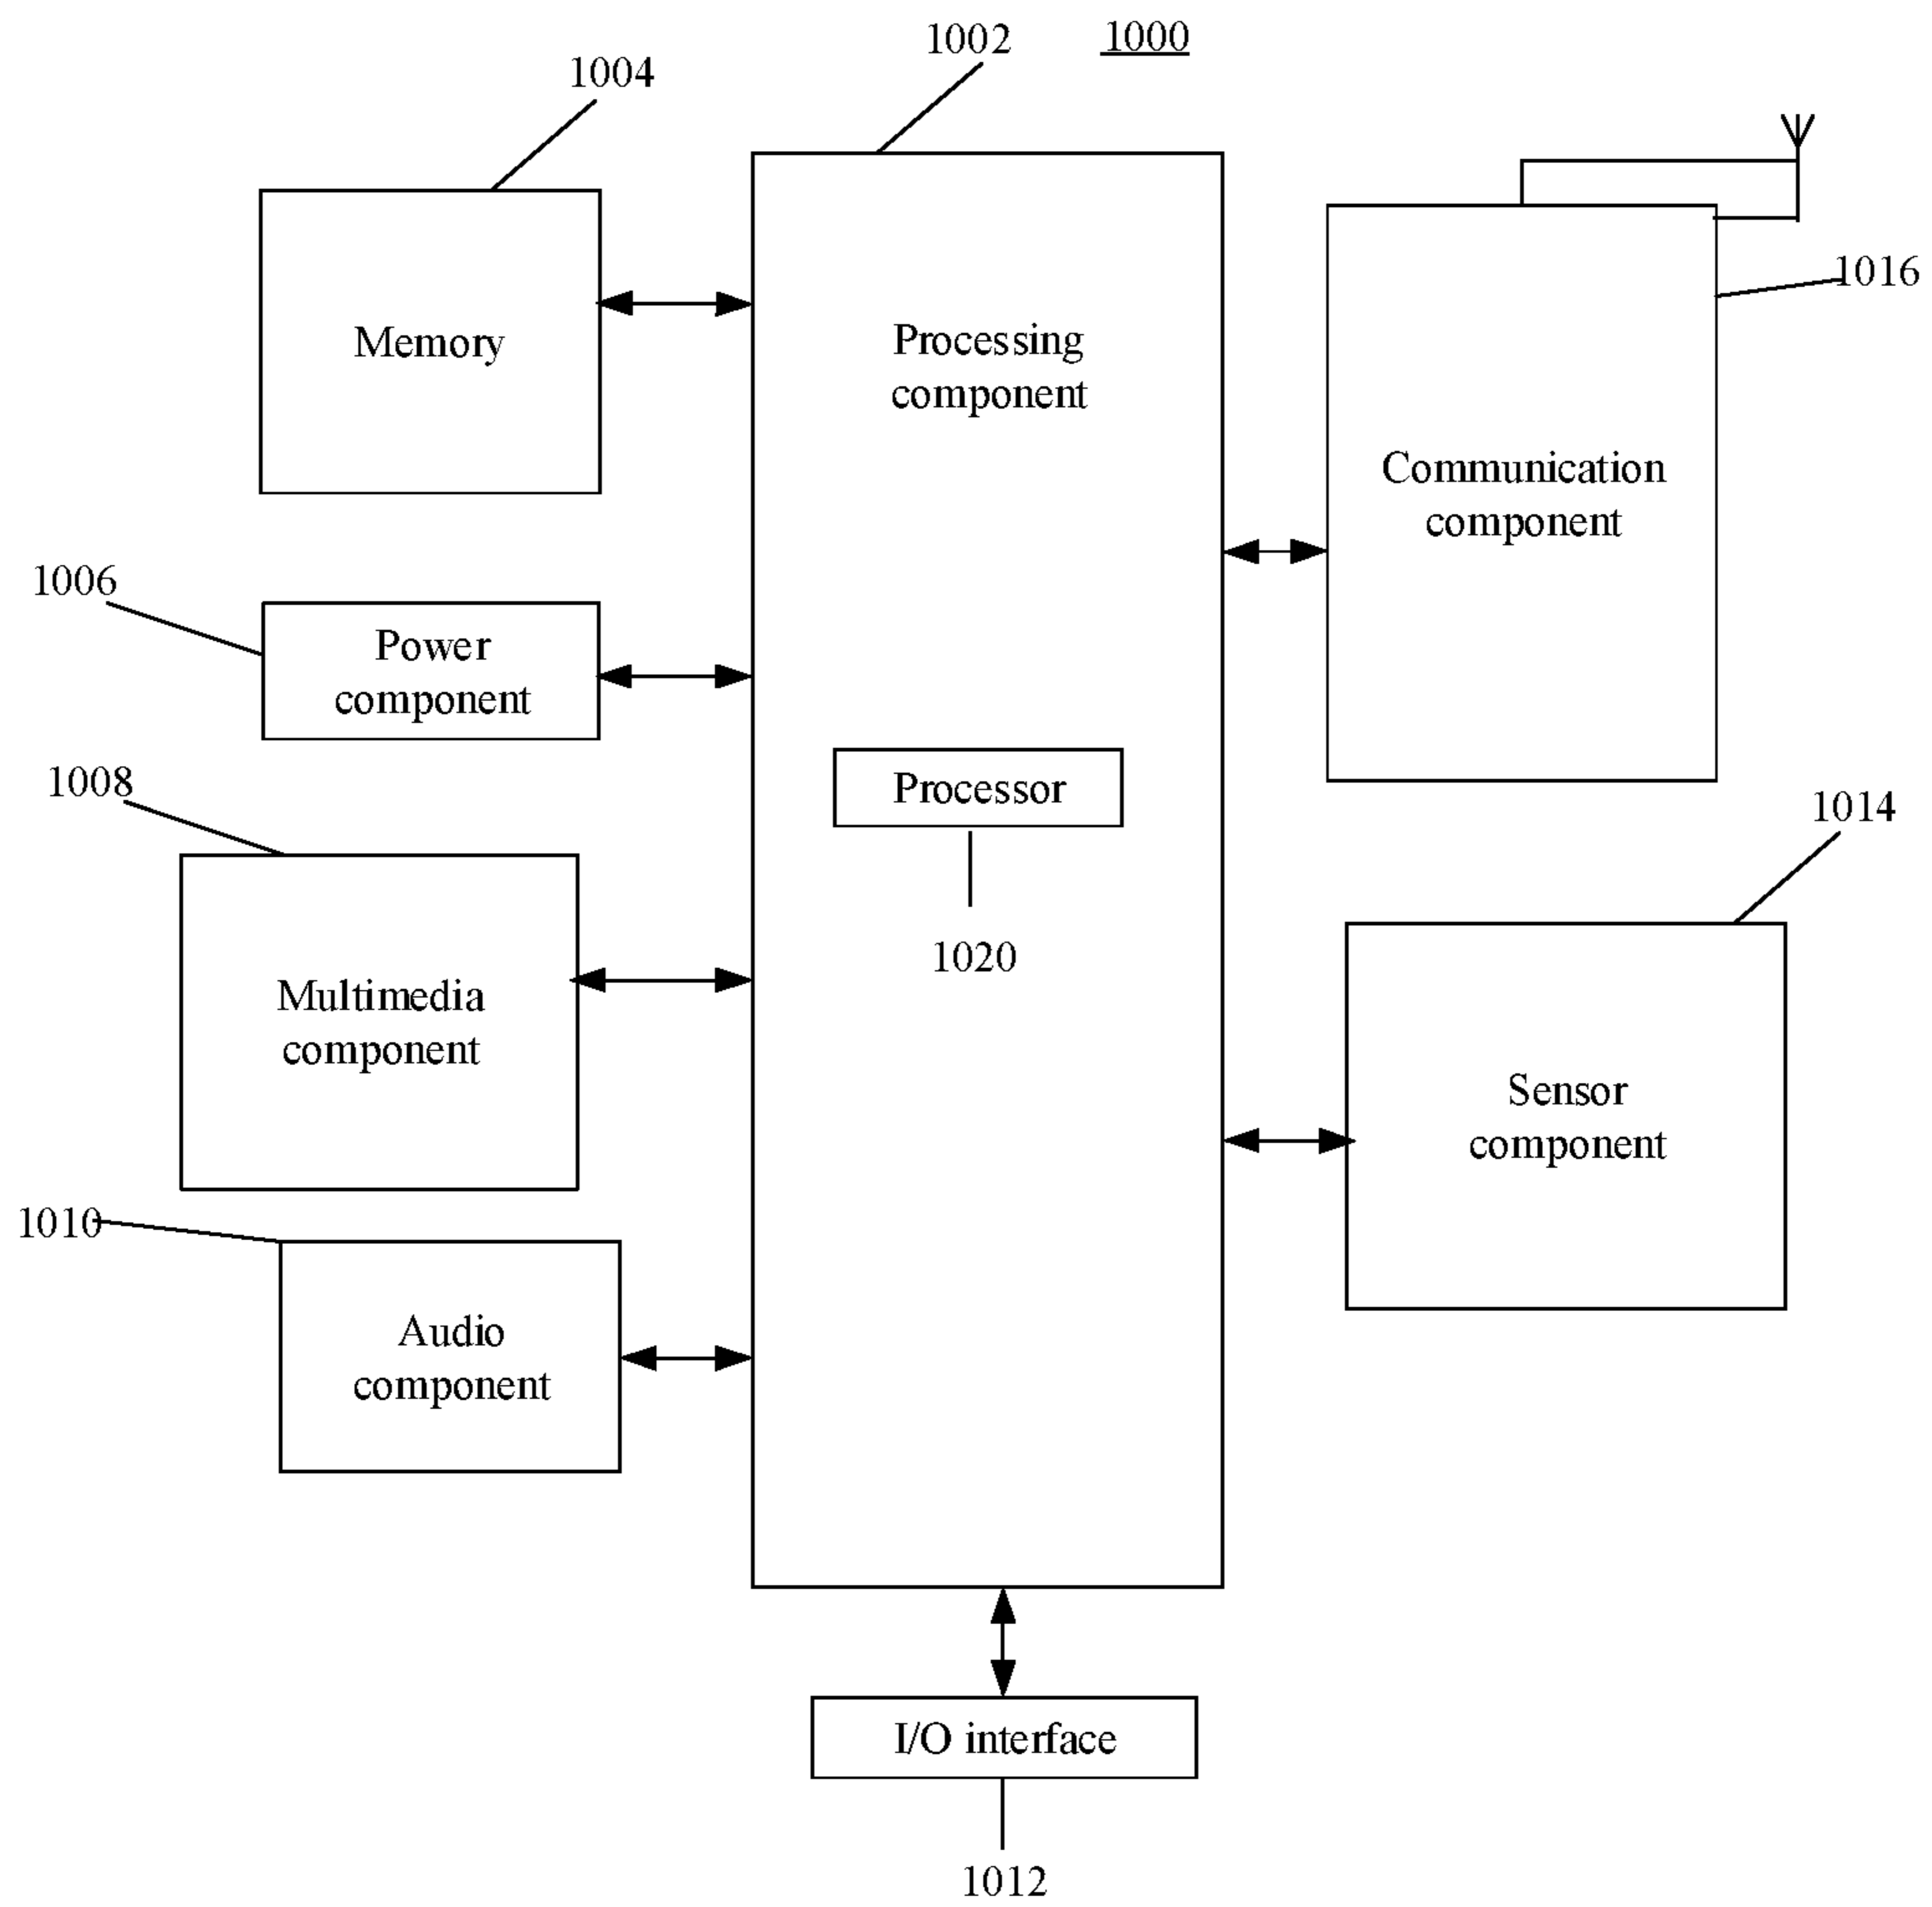 1002
1000
1004
1016
Memory
Processing
component
Communication
component
1006
Power
component
1008
Processor
1014
1020
Multimedia
component
Sensor
component
1010
Audio
component
I/O interface
1012